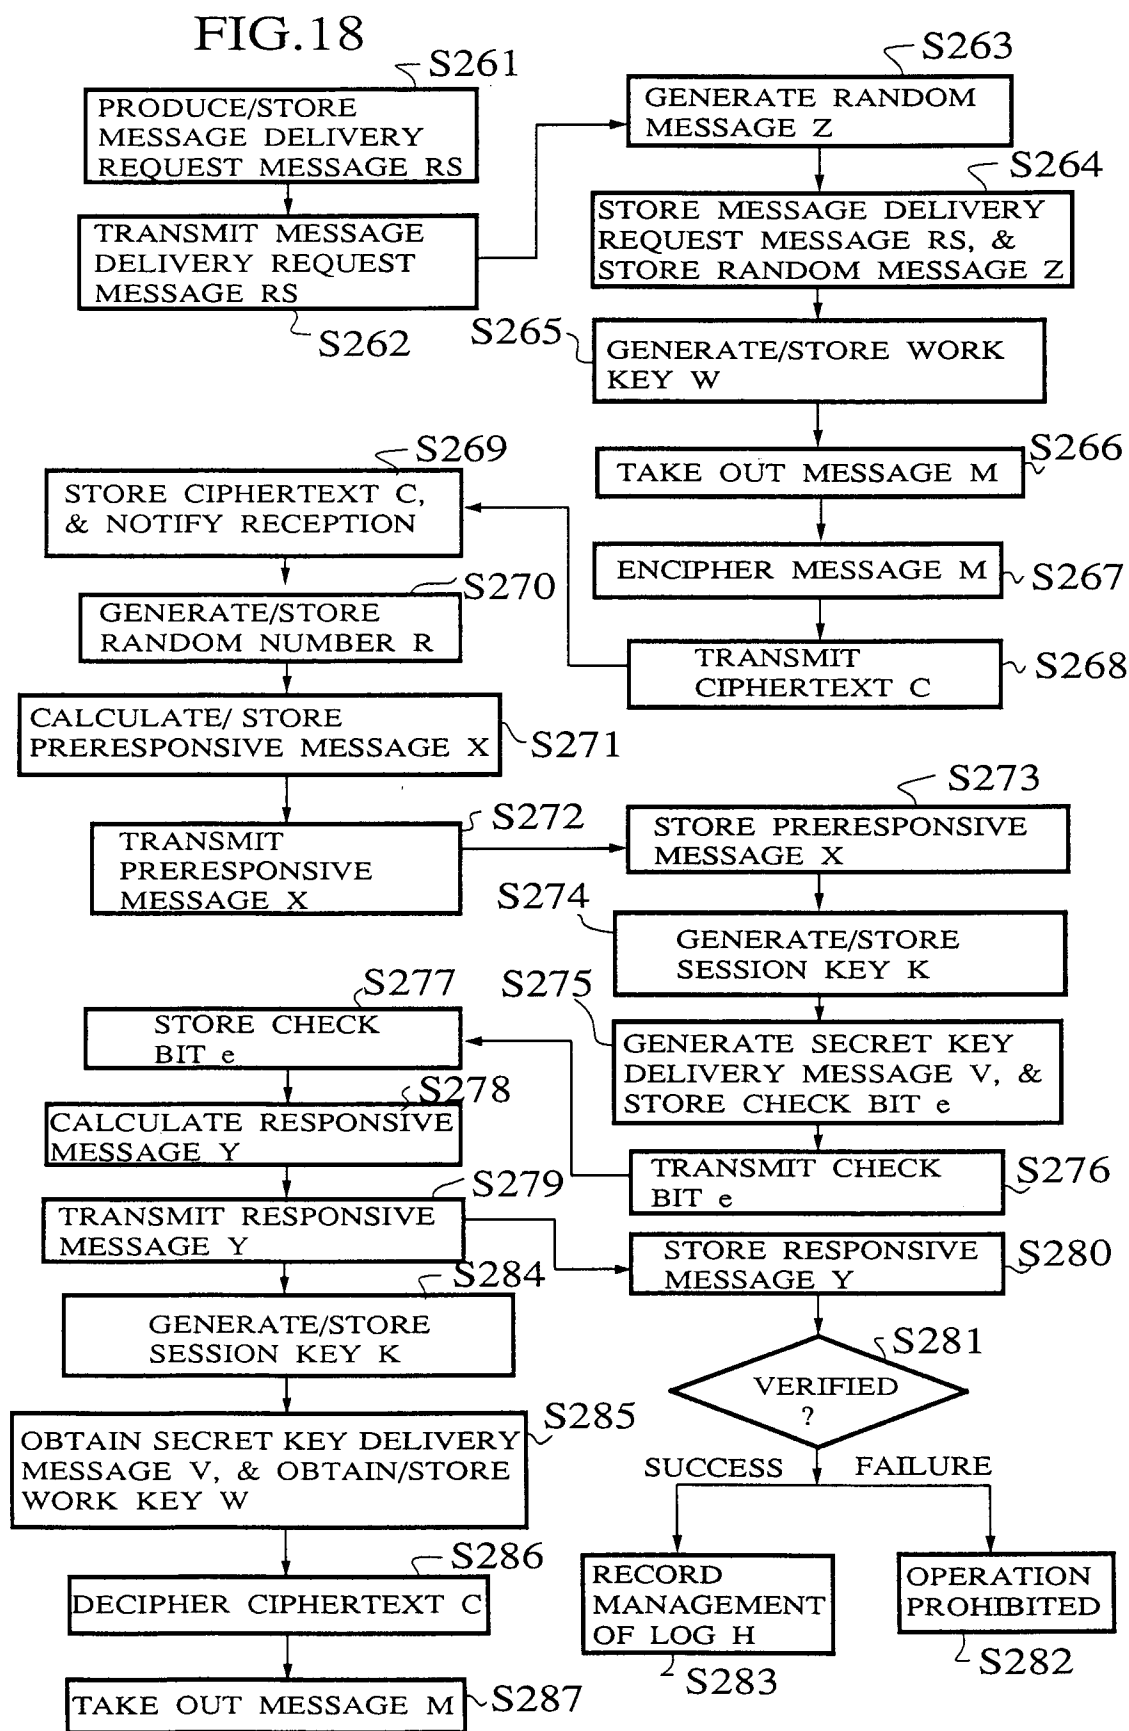 FIG.18
S261
PRODUCE/STORE
MESSAGE DELIVERY
REQUEST MESSAGE RS
TRANSMIT MESSAGE
DELIVERY REQUEST
MESSAGE RS
S262
S263
GENERATE RANDOM
MESSAGE Z
S264
STORE MESSAGE DELIVERY
REQUEST MESSAGE RS, &
STORE RANDOM MESSAGE Z
S265
GENERATE/STORE WORK
KEY W
S266
TAKE OUT MESSAGE M
ENCIPHER MESSAGE M
S267
TRANSMIT
CIPHERTEXT C
S268
S269
STORE CIPHERTEXT C,
& NOTIFY RECEPTION
S270
GENERATE/STORE
RANDOM NUMBER R
CALCULATE/ STORE
PRERESPONSIVE MESSAGE X
S271
S272
TRANSMIT
PRERESPONSIVE
MESSAGE X
S273
STORE PRERESPONSIVE
MESSAGE X
S274
GENERATE/STORE
SESSION KEY K
S275
GENERATE SECRET KEY
DELIVERY MESSAGE V, &
STORE CHECK BIT e
TRANSMIT CHECK
BIT e
S276
S277
STORE CHECK
BIT e
S278
CALCULATE RESPONSIVE
MESSAGE Y
S279
TRANSMIT RESPONSIVE
MESSAGE Y
STORE RESPONSIVE
MESSAGE Y
S280
S281
VERIFIED
?
SUCCESS
FAILURE
RECORD
MANAGEMENT
OF LOG H
S283
OPERATION
PROHIBITED
S282
S284
GENERATE/STORE
SESSION KEY K
S285
OBTAIN SECRET KEY DELIVERY
MESSAGE V, & OBTAIN/STORE
WORK KEY W
S286
DECIPHER CIPHERTEXT C
TAKE OUT MESSAGE M
S287